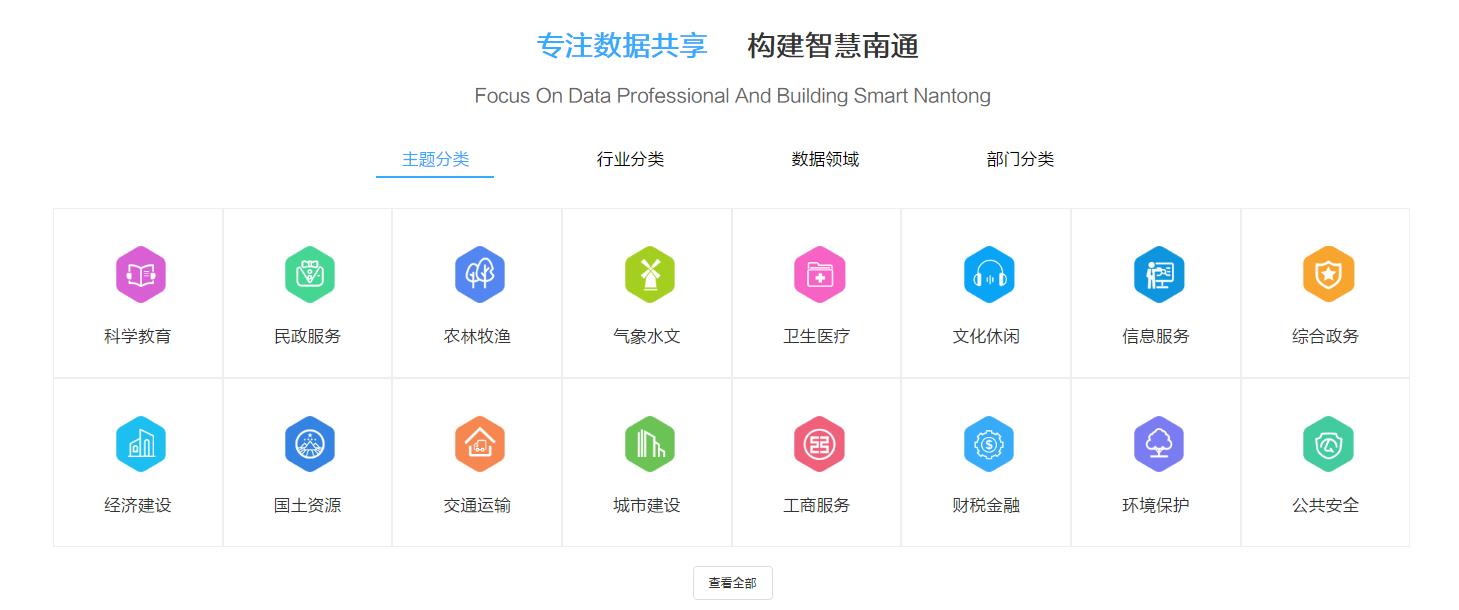 专注数据共享 构建智慧南通
Focus On Data Professional And Building Smart Nantong
主题分类 行业分类 数据领域 部门分类
科学教育 民政服务 农林牧渔 气象水文 卫生医疗 文化休闲 信息服务 综合政务
经济建设 国土资源 交通运输 城市建设 工商服务 财税金融 环境保护 公共安全
查看全部